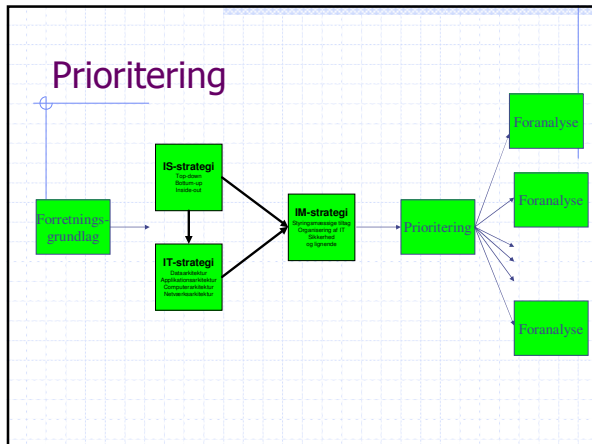 Prioritering
Forretnings-
grundlag
IS-strategi
Top-down
Bottum-up
Inside-out
IT-strategi
Dataarkitektur
Applikationsarkitektur
Computerarkitektur
Netværksarkitektur
IM-strategi
Styringsmæssige tiltag
Organisering af IT
Sikkerhed
og lignende
Prioritering
Foranalyse
Foranalyse
Foranalyse